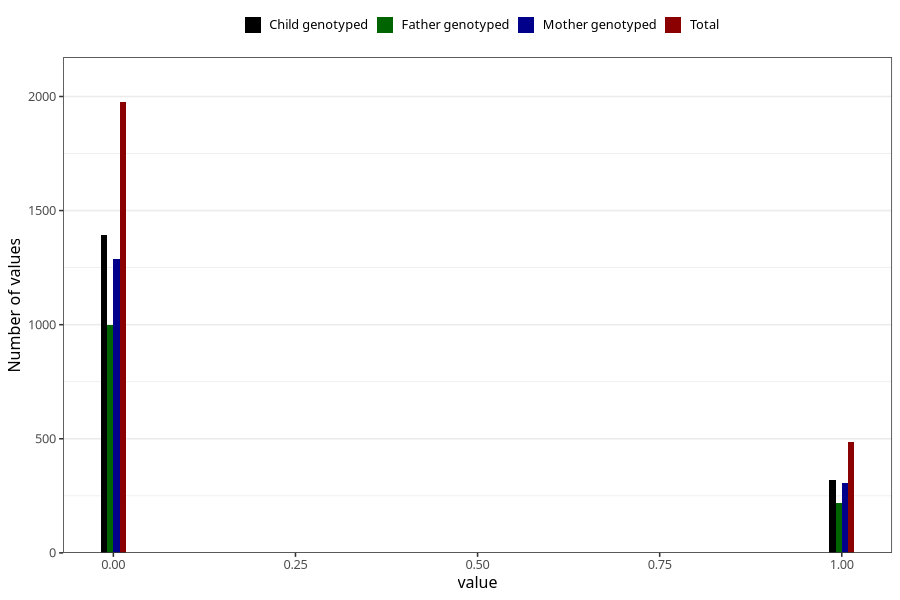 Child genotyped Father genotyped Mother genotyped Total
2000
1500
1000
500
0
Number of values
0.00 0.25 0.50 0.75 1.00
value